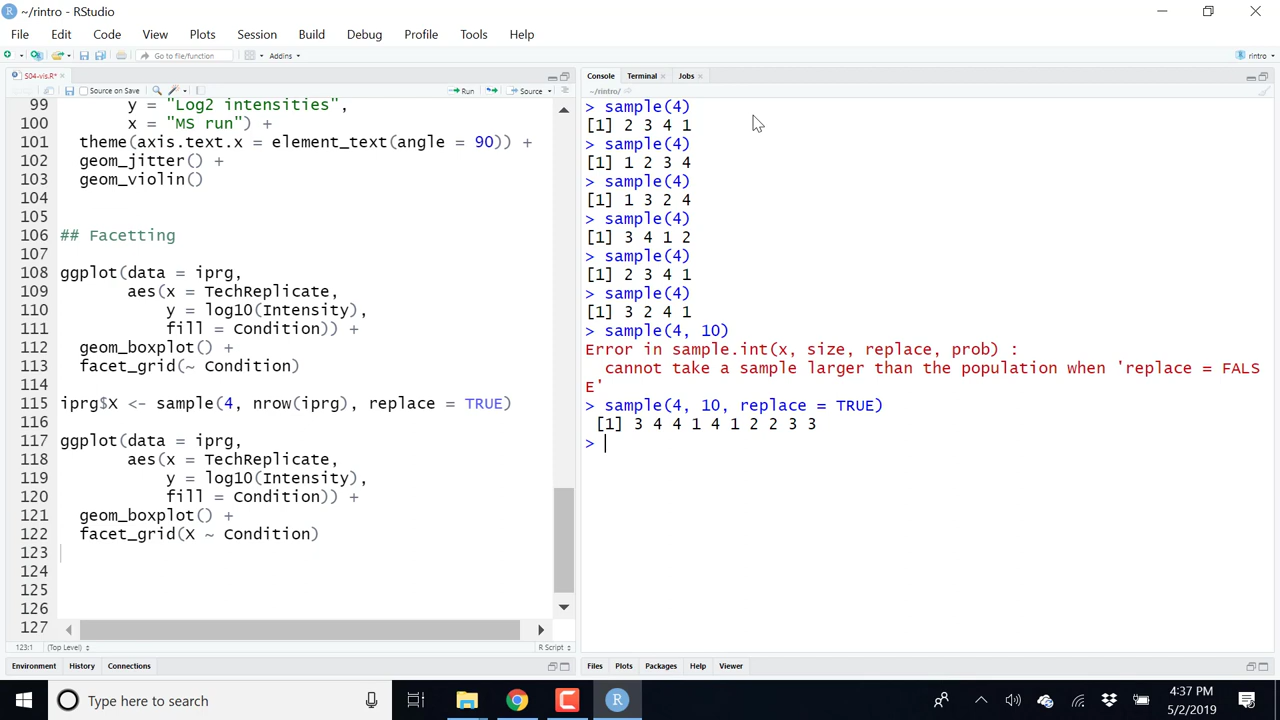 ~/rintro - RStudio
File Edit Code View Plots Session Build Debug Profile Tools Help
Go to file/function Addins rintro
S04-vis.R* Console Terminal Jobs
Source on Save Run Source ~/rintro/
99 y = "Log2 intensities",
100 x = "MS run") +
101 theme(axis.text.x = element_text(angle = 90)) +
102 geom_jitter() +
103 geom_violin()
104
105
106 ## Facetting
107
108 ggplot(data = iprg,
109 aes(x = TechReplicate,
110 y = log10(Intensity),
111 fill = Condition)) +
112 geom_boxplot() +
113 facet_grid(~ Condition)
114
115 iprg$X <- sample(4, nrow(iprg), replace = TRUE)
116
117 ggplot(data = iprg,
118 aes(x = TechReplicate,
119 y = log10(Intensity),
120 fill = Condition)) +
121 geom_boxplot() +
122 facet_grid(X ~ Condition)
123
124
125
126
127
123:1 (Top Level) R Script
> sample(4)
[1] 2 3 4 1
> sample(4)
[1] 1 2 3 4
> sample(4)
[1] 1 3 2 4
> sample(4)
[1] 3 4 1 2
> sample(4)
[1] 2 3 4 1
> sample(4)
[1] 3 2 4 1
> sample(4, 10)
Error in sample.int(x, size, replace, prob) :
cannot take a sample larger than the population when 'replace = FALS
E'
> sample(4, 10, replace = TRUE)
[1] 3 4 4 1 4 1 2 2 3 3
>
Environment History Connections Files Plots Packages Help Viewer
Type here to search
4:37 PM
5/2/2019